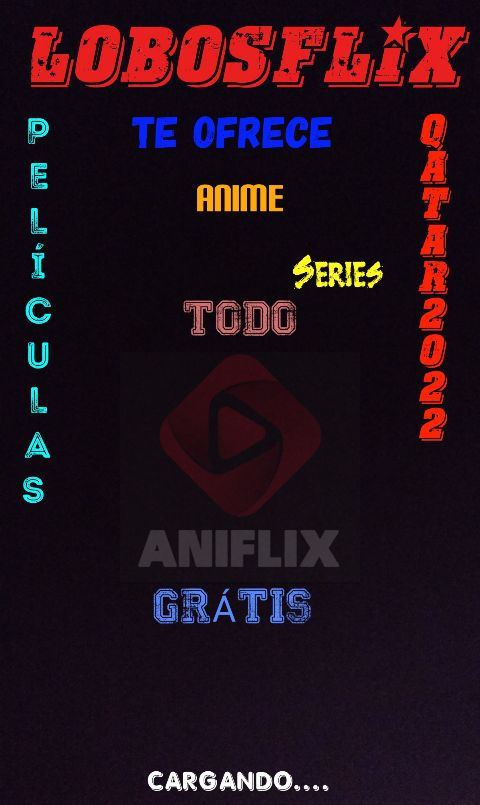 LOBOSFLiX
TE OFRECE
PELÍCULAS
QATAR2022
ANIME
SERIES
TODO
ANIFLIX
GRÁTIS
CARGANDO....